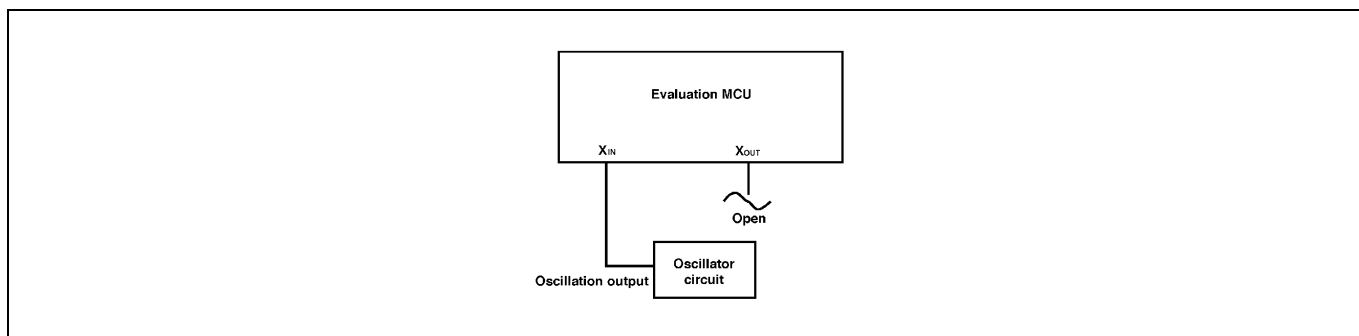 Evaluation MCU
XIN
XOUT
Open
Oscillation output
Oscillator
circuit